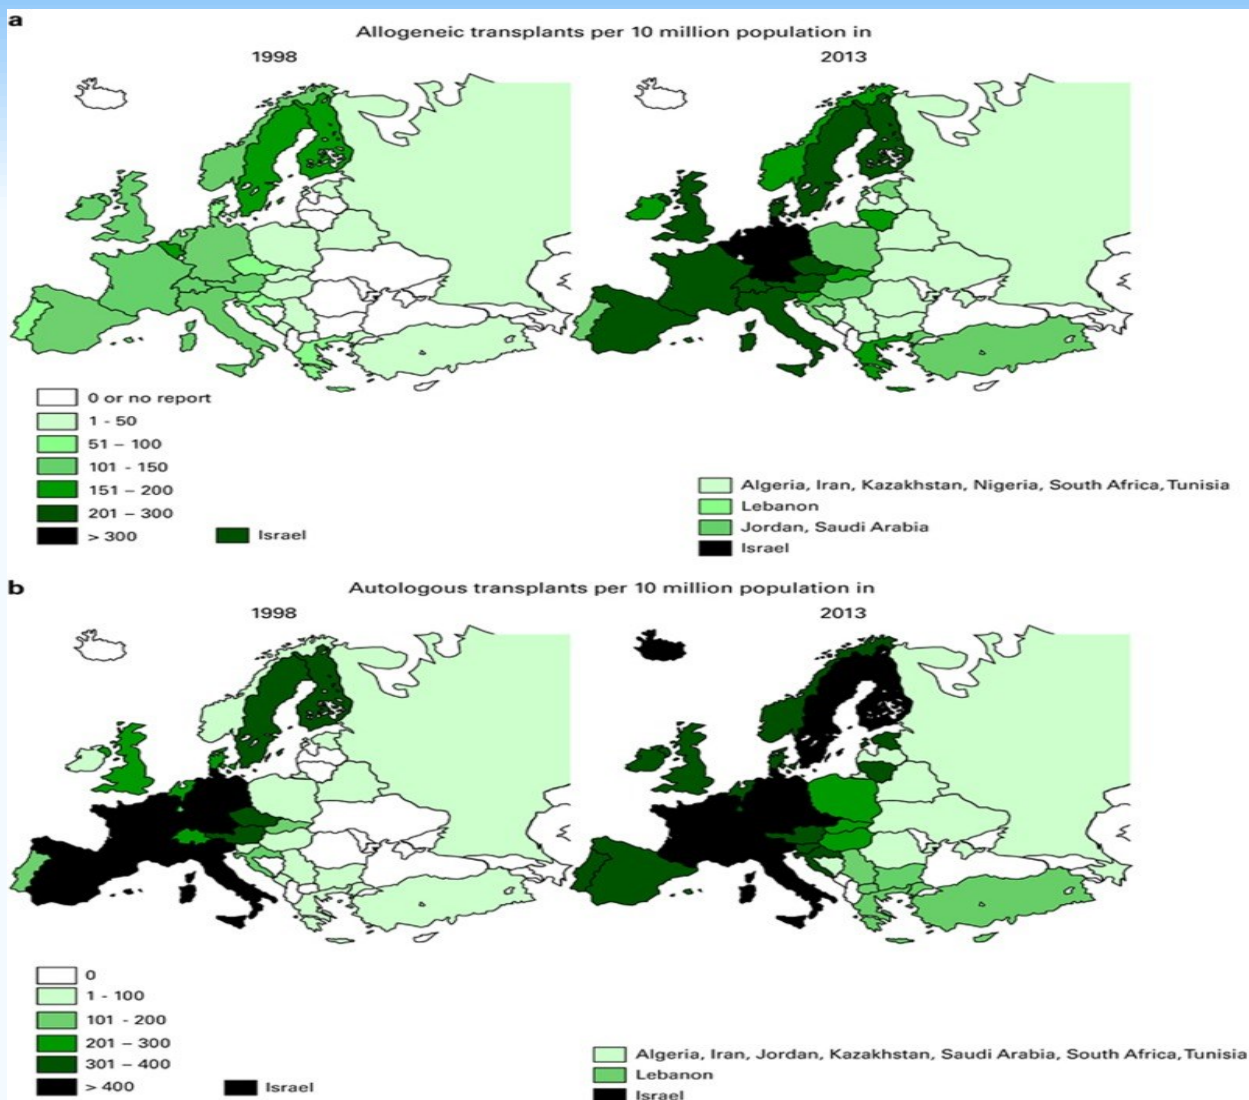 a
Allogeneic transplants per 10 million population in
1998
2013
0 or no report
1 - 50
51 – 100
101 - 150
151 – 200
201 – 300
> 300
Israel
Algeria, Iran, Kazakhstan, Nigeria, South Africa, Tunisia
Lebanon
Jordan, Saudi Arabia
Israel
b
Autologous transplants per 10 million population in
1998
2013
0
1 - 100
101 - 200
201 – 300
301 – 400
> 400
Israel
Algeria, Iran, Jordan, Kazakhstan, Saudi Arabia, South Africa, Tunisia
Lebanon
Israel